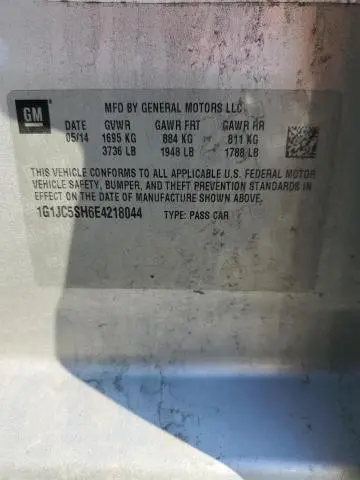 GM
MFD BY GENERAL MOTORS LLC
DATE GVWR GAWR FRT GAWR RR
05/14 1695 KG 884 KG 811 KG
3736 LB 1948 LB 1788 LB
THIS VEHICLE CONFORMS TO ALL APPLICABLE U.S. FEDERAL MOTOR
VEHICLE SAFETY, BUMPER, AND THEFT PREVENTION STANDARDS IN
EFFECT ON THE DATE OF MANUFACTURE SHOWN ABOVE.
1G1JC5SH6E4218044 TYPE: PASS CAR